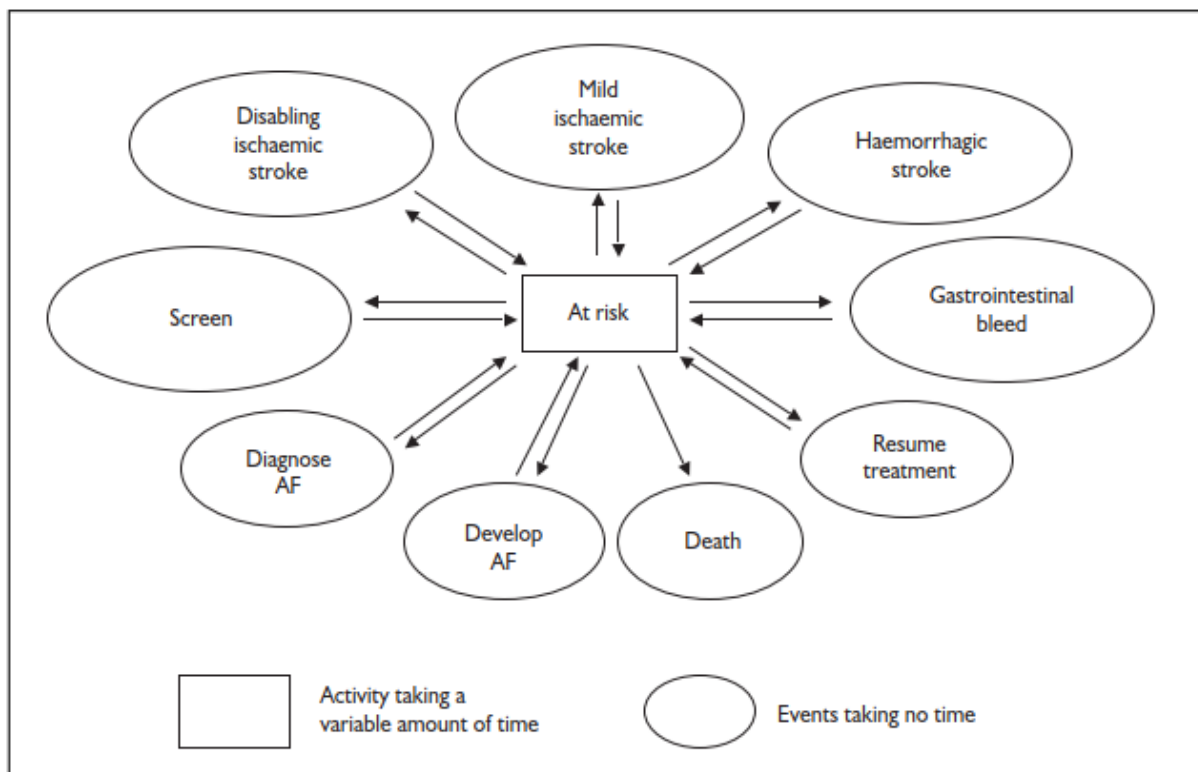 Mild
ischaemic
stroke
Disabling
ischaemic
stroke
Haemorrhagic
stroke
Screen
At risk
Gastrointestinal
bleed
Diagnose
AF
Resume
treatment
Develop
AF
Death
Activity taking a
variable amount of time
Events taking no time